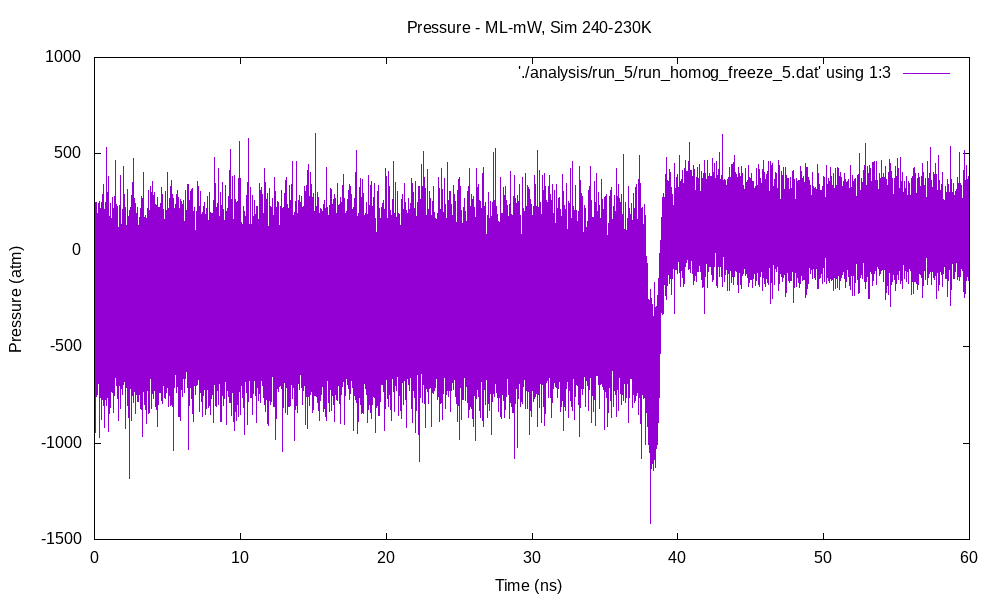 Pressure - ML-mW, Sim 240-230K
'./analysis/run_5/run_homog_freeze_5.dat' using 1:3
1000
500
0
-500
-1000
-1500
Pressure (atm)
0 10 20 30 40 50 60
Time (ns)